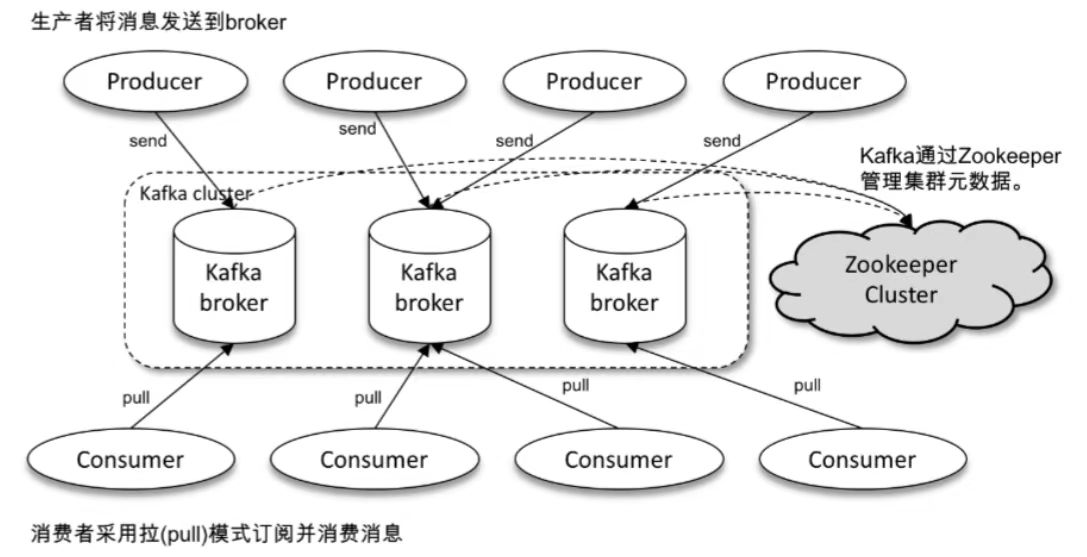 生产者将消息发送到broker
Producer
Producer
Producer
Producer
send
send
send
send
Kafka通过Zookeeper
管理集群元数据。
Kafka cluster
Kafka
broker
Kafka
broker
Kafka
broker
Zookeeper
Cluster
pull
pull
pull
pull
Consumer
Consumer
Consumer
Consumer
消费者采用拉(pull)模式订阅并消费消息